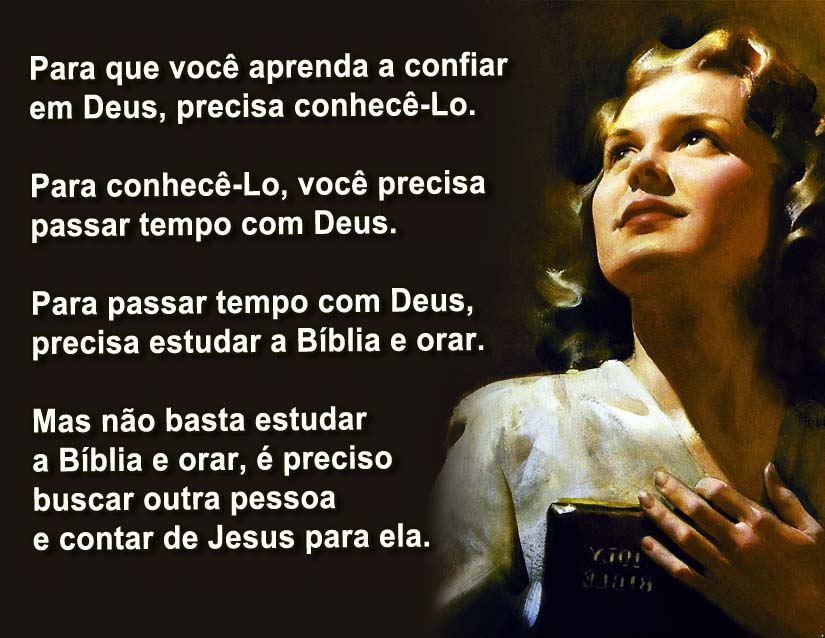 Para que você aprenda a confiar
em Deus, precisa conhecê-Lo.
Para conhecê-Lo, você precisa
passar tempo com Deus.
Para passar tempo com Deus,
precisa estudar a Bíblia e orar.
Mas não basta estudar
a Bíblia e orar, é preciso
buscar outra pessoa
e contar de Jesus para ela.
HOLY
BIBLE